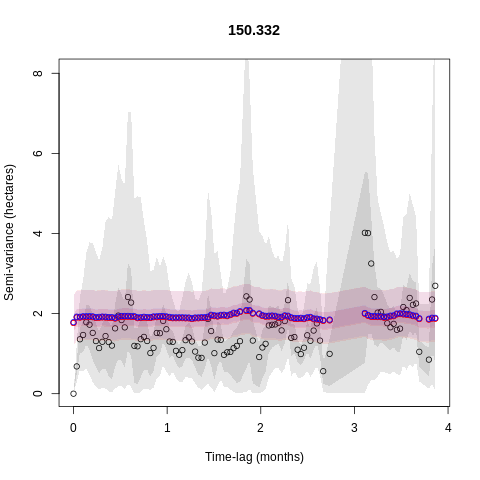 150.332
Semi-variance (hectares)
8
6
4
2
0
0 1 2 3 4
Time-lag (months)